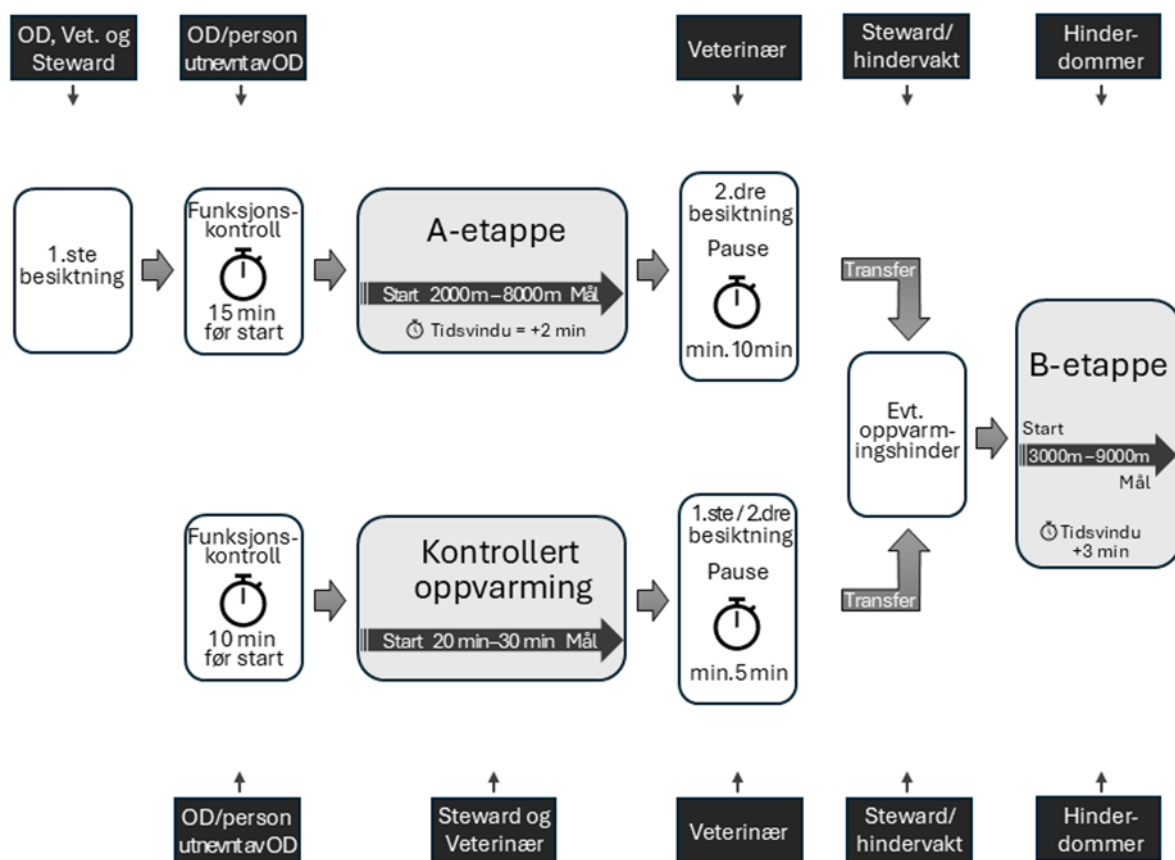 OD, Vet. og
Steward
OD/person
utnevnt av OD
Veterinær
Steward/
hindervakt
Hinder-
dommer
1.ste
besiktning
Funksjons-
kontroll
15 min
før start
A-etappe
Start 2000m–8000m Mål
Tidsvindu = +2 min
2.dre
besiktning
Pause
min. 10min
Transfer
Evt.
oppvarm-
ingshinder
B-etappe
Start
3000m–9000m
Mål
Tidsvindu
+3 min
Funksjons-
kontroll
10 min
før start
Kontrollert
oppvarming
Start 20 min–30 min Mål
1.ste / 2.dre
besiktning
Pause
min. 5min
Transfer
OD/person
utnevnt av OD
Steward og
Veterinær
Veterinær
Steward/
hindervakt
Hinder-
dommer